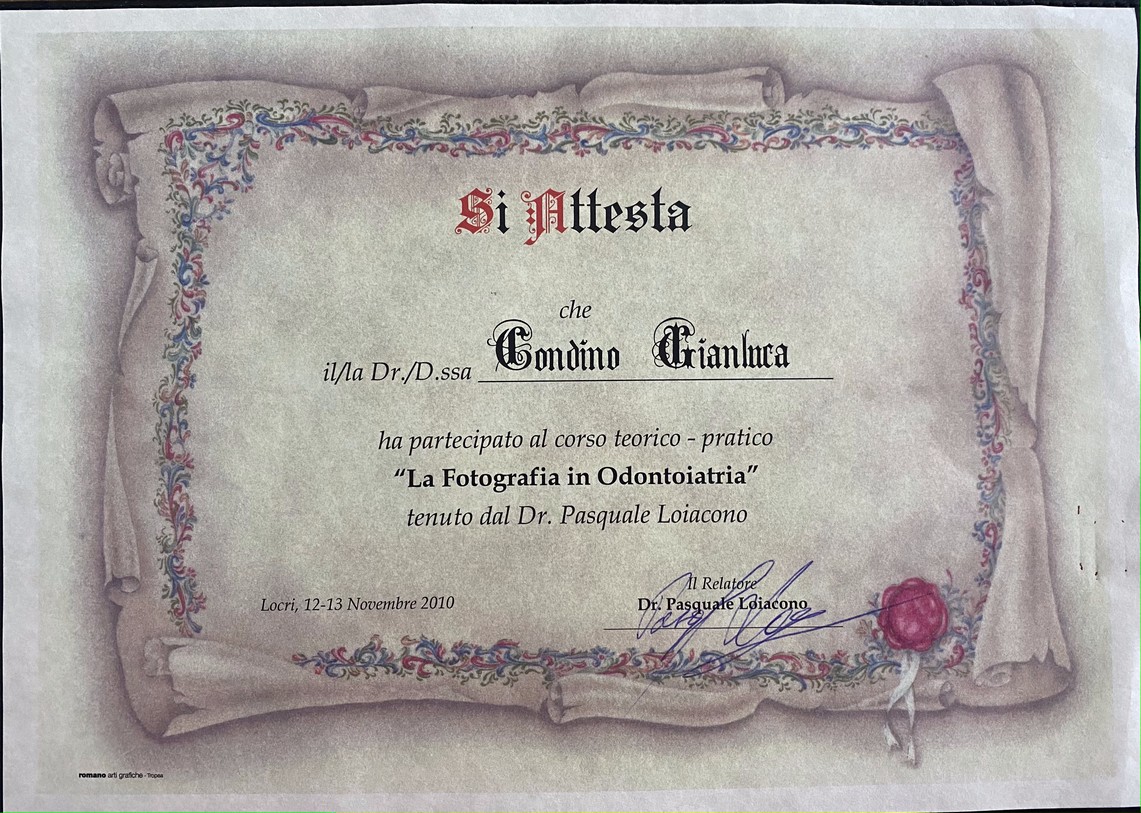 Si Attesta
che
il/la Dr./D.ssa Condino Gianluca
ha partecipato al corso teorico - pratico
“La Fotografia in Odontoiatria”
tenuto dal Dr. Pasquale Loiacono
Il Relatore
Locri, 12-13 Novembre 2010 Dr. Pasquale Loiacono
romano arti grafiche - Tropea